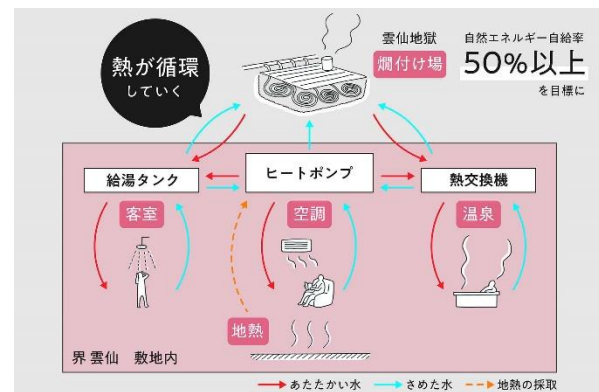 熱が循環
していく
雲仙地獄
燗付け場
自然エネルギー自給率
50%以上
を目標に
給湯タンク
ヒートポンプ
熱交換機
客室
空調
温泉
地熱
界 雲仙　敷地内
あたたかい水
さめた水
地熱の採取